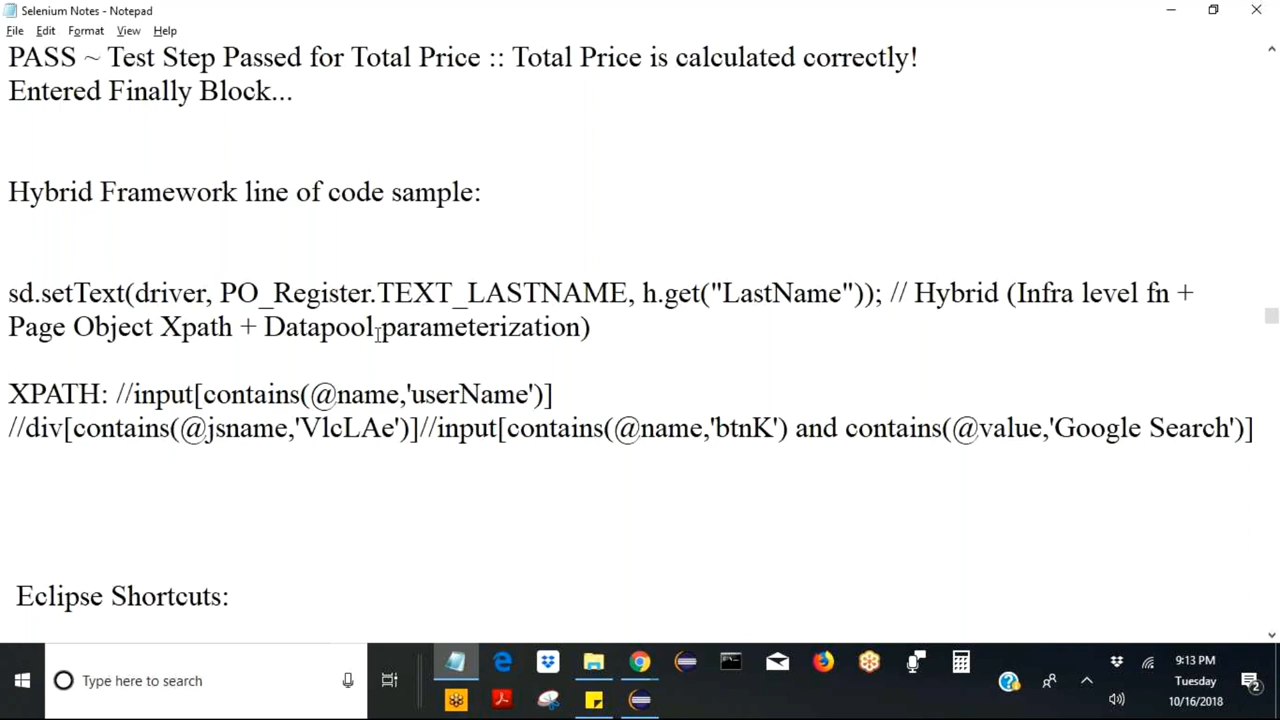 Selenium Notes - Notepad
File Edit Format View Help
PASS ~ Test Step Passed for Total Price :: Total Price is calculated correctly!
Entered Finally Block...
Hybrid Framework line of code sample:
sd.setText(driver, PO_Register.TEXT_LASTNAME, h.get("LastName")); // Hybrid (Infra level fn +
Page Object Xpath + Datapool parameterization)
XPATH: //input[contains(@name,'userName')]
//div[contains(@jsname,'VlcLAe')]//input[contains(@name,'btnK') and contains(@value,'Google Search')]
Eclipse Shortcuts:
Type here to search
9:13 PM
Tuesday
10/16/2018
2